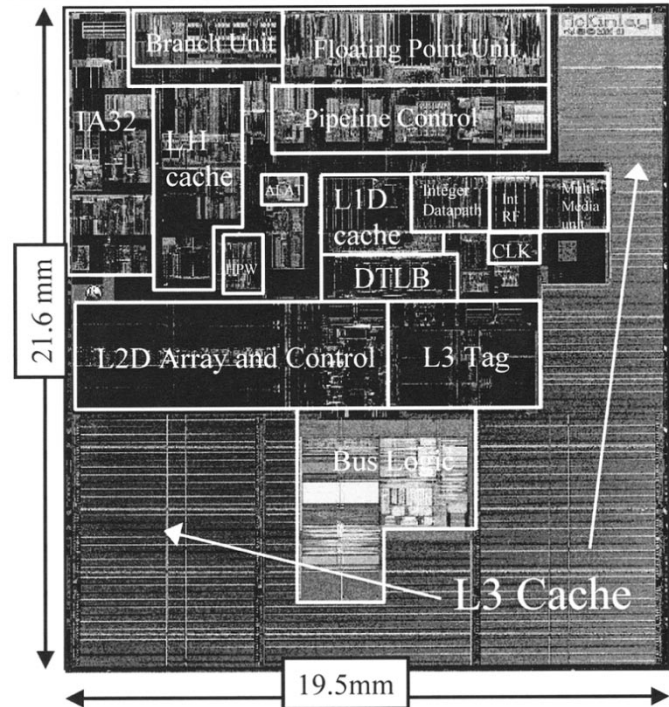 McKinley
Branch Unit
Floating Point Unit
IA32
Pipeline Control
L1I
cache
ALAT
L1D
cache
Integer
Datapath
Int
RF
Multi-
Media
unit
HPW
CLK
DTLB
21.6 mm
L2D Array and Control
L3 Tag
Bus Logic
L3 Cache
19.5mm